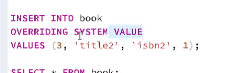 INSERT INTO book
OVERRIDING SYSTEM VALUE
VALUES (3, 'title2', 'isbn2', 1);
SELECT * FROM book;